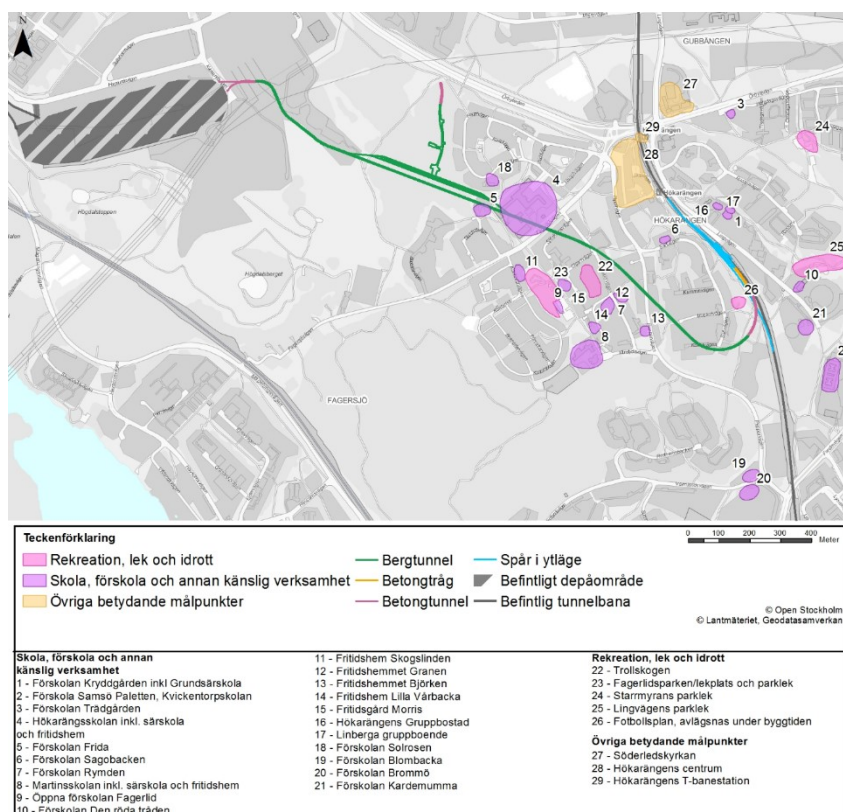 N
GUBBÄNGEN
27
3
24
29
28
Hökarängen
HÖKARÄNGEN
18
4
5
16
17
1
6
25
10
11
23
22
26
9
15
12
7
14
13
21
8
2
FAGERSJÖ
19
20
Teckenförklaring
Rekreation, lek och idrott
Skola, förskola och annan känslig verksamhet
Övriga betydande målpunkter
Bergtunnel
Betongtråg
Betongtunnel
Spår i ytläge
Befintligt depåområde
Befintlig tunnelbana
0 100 200 300 400
Meter
© Open Stockholm
© Lantmäteriet, Geodatasamverkan
Skola, förskola och annan
känslig verksamhet
1 - Förskolan Kryddgården inkl Grundsärskola
2 - Förskola Samsö Paletten, Kvickentorpskolan
3 - Förskolan Trädgården
4 - Hökarängsskolan inkl. särskola
och fritidshem
5 - Förskolan Frida
6 - Förskolan Sagobacken
7 - Förskolan Rymden
8 - Martinsskolan inkl. särskola och fritidshem
9 - Öppna förskolan Fagerlid
10 - Förskolan Den röda tråden
11 - Fritidshem Skogslinden
12 - Fritidshemmet Granen
13 - Fritidshemmet Björken
14 - Fritidshem Lilla Vårbacka
15 - Fritidsgård Morris
16 - Hökarängens Gruppbostad
17 - Linberga gruppboende
18 - Förskolan Solrosen
19 - Förskolan Blombacka
20 - Förskolan Brommö
21 - Förskolan Kardemumma
Rekreation, lek och idrott
22 - Trollskogen
23 - Fagerlidsparken/lekplats och parklek
24 - Starrmyrans parklek
25 - Lingvägens parklek
26 - Fotbollsplan, avlägsnas under byggtiden
Övriga betydande målpunkter
27 - Söderledskyrkan
28 - Hökarängens centrum
29 - Hökarängens T-banestation